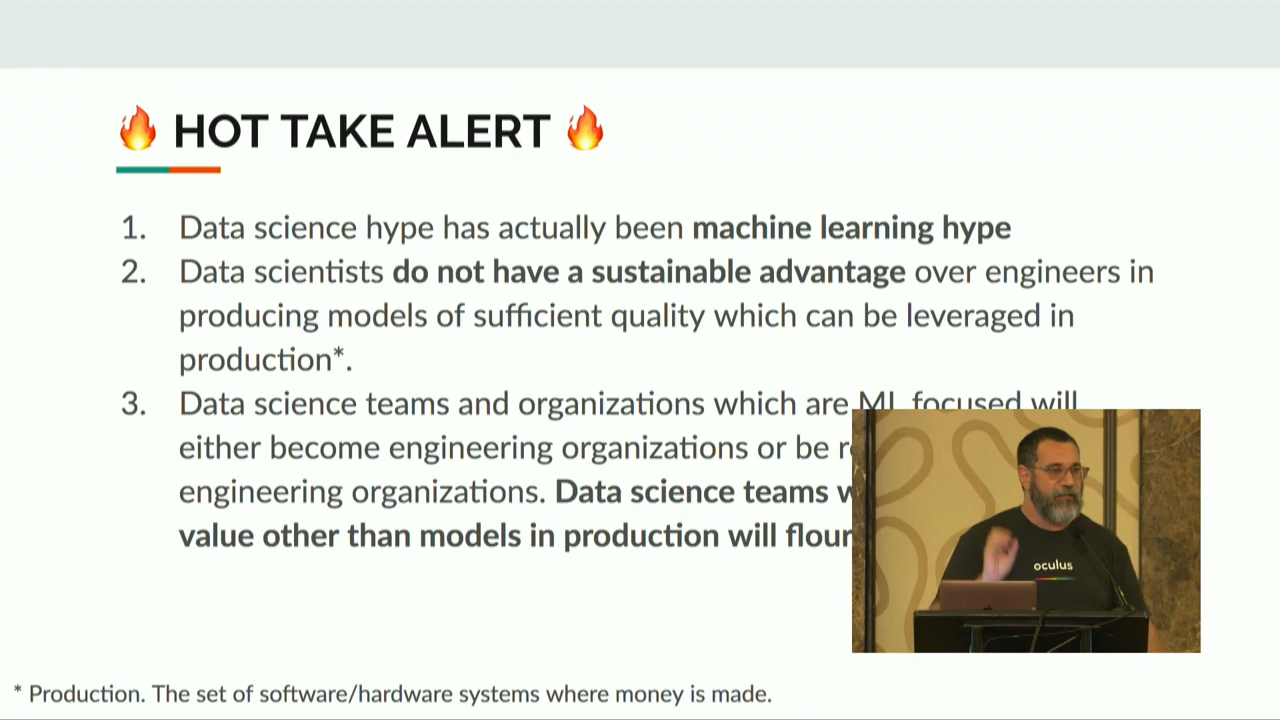 🔥 HOT TAKE ALERT 🔥
1. Data science hype has actually been machine learning hype
2. Data scientists do not have a sustainable advantage over engineers in
producing models of sufficient quality which can be leveraged in
production*.
3. Data science teams and organizations which are ML focused will
either become engineering organizations or be
engineering organizations. Data science teams
value other than models in production will
oculus
* Production. The set of software/hardware systems where money is made.